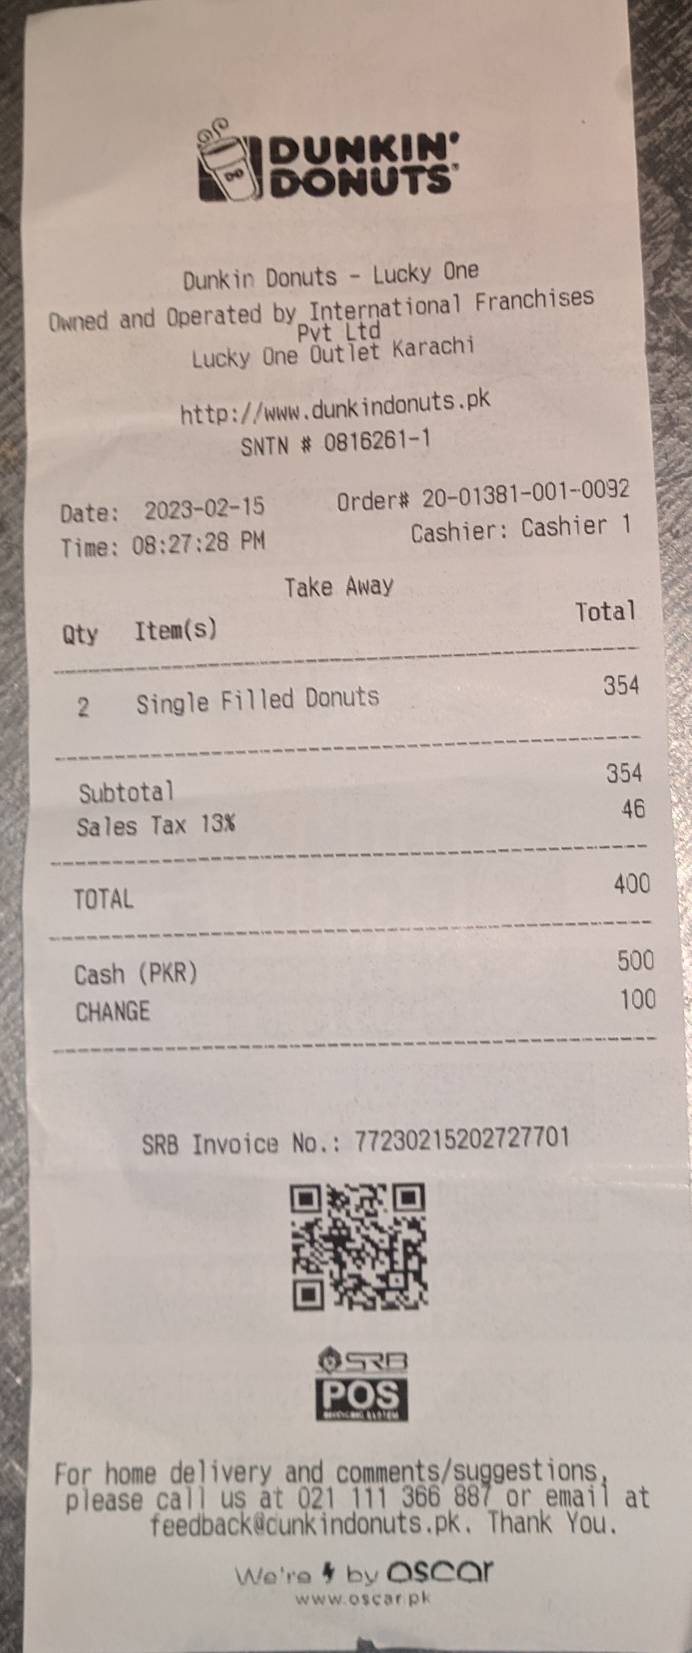 DUNKIN'
DONUTS
Dunkin Donuts - Lucky One
Owned and Operated by International Franchises
Pvt Ltd
Lucky One Outlet Karachi
http://www.dunkindonuts.pk
SNTN # 0816261-1
Date: 2023-02-15 Order# 20-01381-001-0092
Time: 08:27:28 PM Cashier: Cashier 1
Take Away
Qty Item(s) Total
2 Single Filled Donuts 354
Subtotal 354
Sales Tax 13% 46
TOTAL 400
Cash (PKR) 500
CHANGE 100
SRB Invoice No.: 77230215202727701
SRB
POS
For home delivery and comments/suggestions,
please call us at 021 111 366 887 or email at
feedback@cunkindonuts.pk. Thank You.
We're by oscar
www.oscar.pk